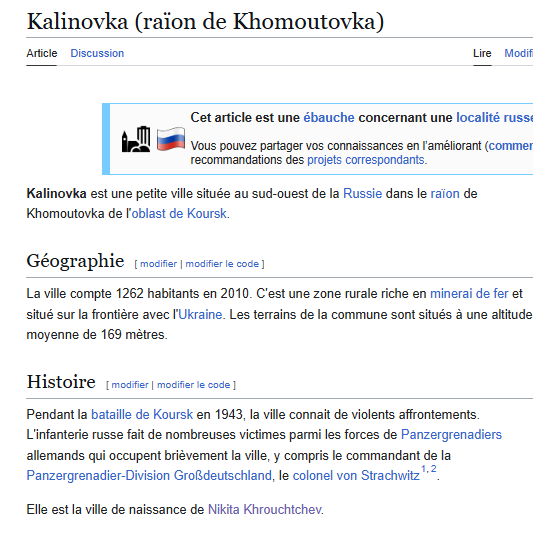 Kalinovka (raïon de Khomoutovka)
Article Discussion Lire Modifi
Cet article est une ébauche concernant une localité russe
Vous pouvez partager vos connaissances en l'améliorant (commen
recommandations des projets correspondants.
Kalinovka est une petite ville située au sud-ouest de la Russie dans le raïon de
Khomoutovka de l'oblast de Koursk.
Géographie [ modifier | modifier le code ]
La ville compte 1262 habitants en 2010. C'est une zone rurale riche en minerai de fer et
situé sur la frontière avec l'Ukraine. Les terrains de la commune sont situés à une altitude
moyenne de 169 mètres.
Histoire [ modifier | modifier le code ]
Pendant la bataille de Koursk en 1943, la ville connait de violents affrontements.
L'infanterie russe fait de nombreuses victimes parmi les forces de Panzergrenadiers
allemands qui occupent brièvement la ville, y compris le commandant de la
Panzergrenadier-Division Großdeutschland, le colonel von Strachwitz1, 2.
Elle est la ville de naissance de Nikita Khrouchtchev.